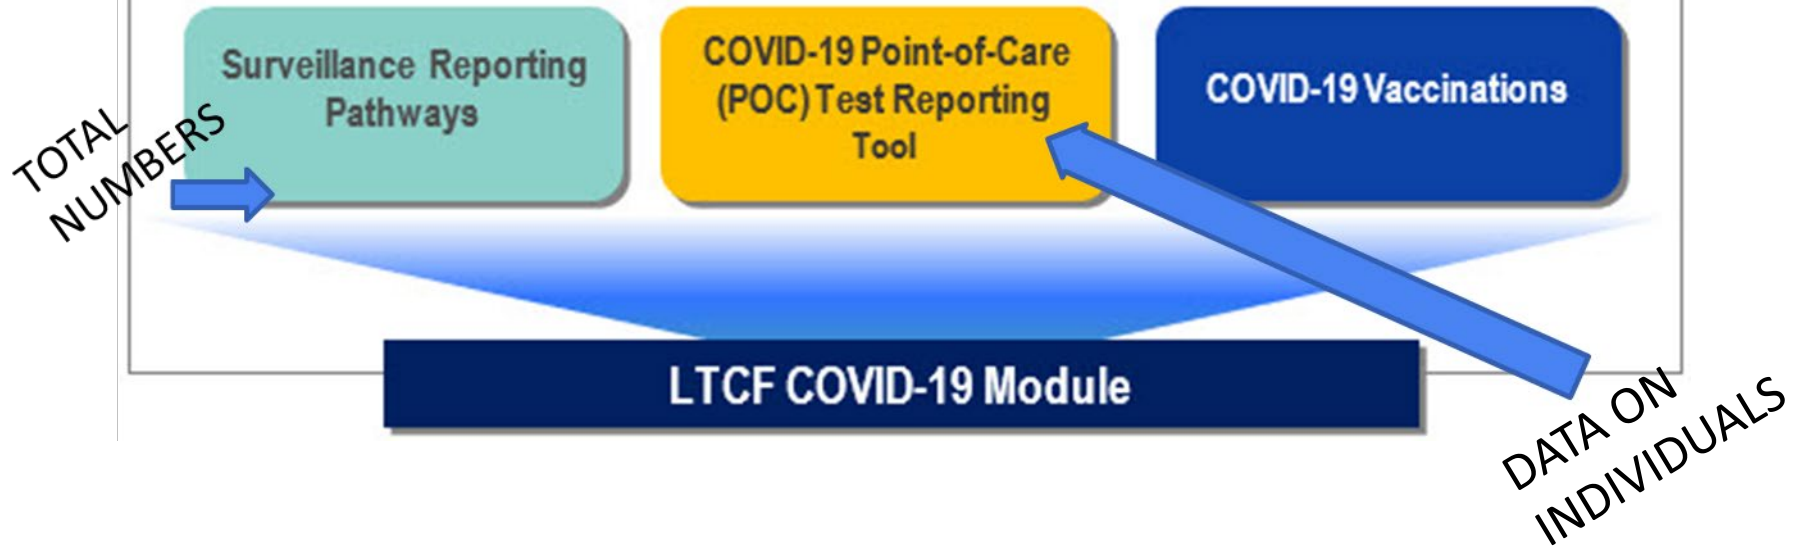 Surveillance Reporting
Pathways
COVID-19 Point-of-Care
(POC) Test Reporting
Tool
COVID-19 Vaccinations
TOTAL
NUMBERS
LTCF COVID-19 Module
DATA ON
INDIVIDUALS